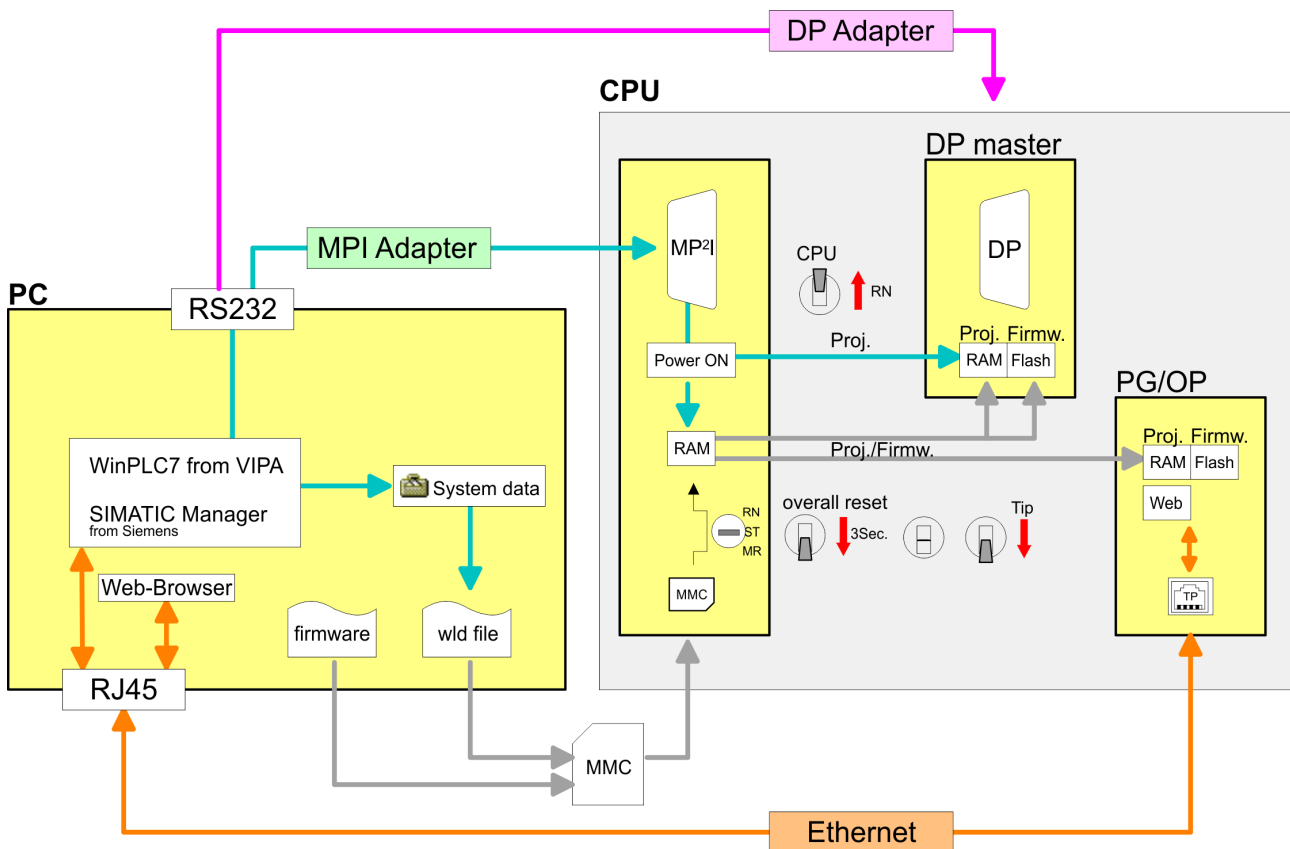 DP Adapter
CPU
DP master
MPI Adapter
MP²I
CPU
RN
DP
PC
RS232
Proj.
Proj. Firmw.
Power ON
RAM
Flash
PG/OP
WinPLC7 from VIPA
SIMATIC Manager
from Siemens
System data
RAM
Proj./Firmw.
Proj. Firmw.
RAM
Flash
Web
overall reset
3Sec.
Tip
RN
ST
MR
Web-Browser
firmware
wld file
MMC
TP
RJ45
MMC
Ethernet